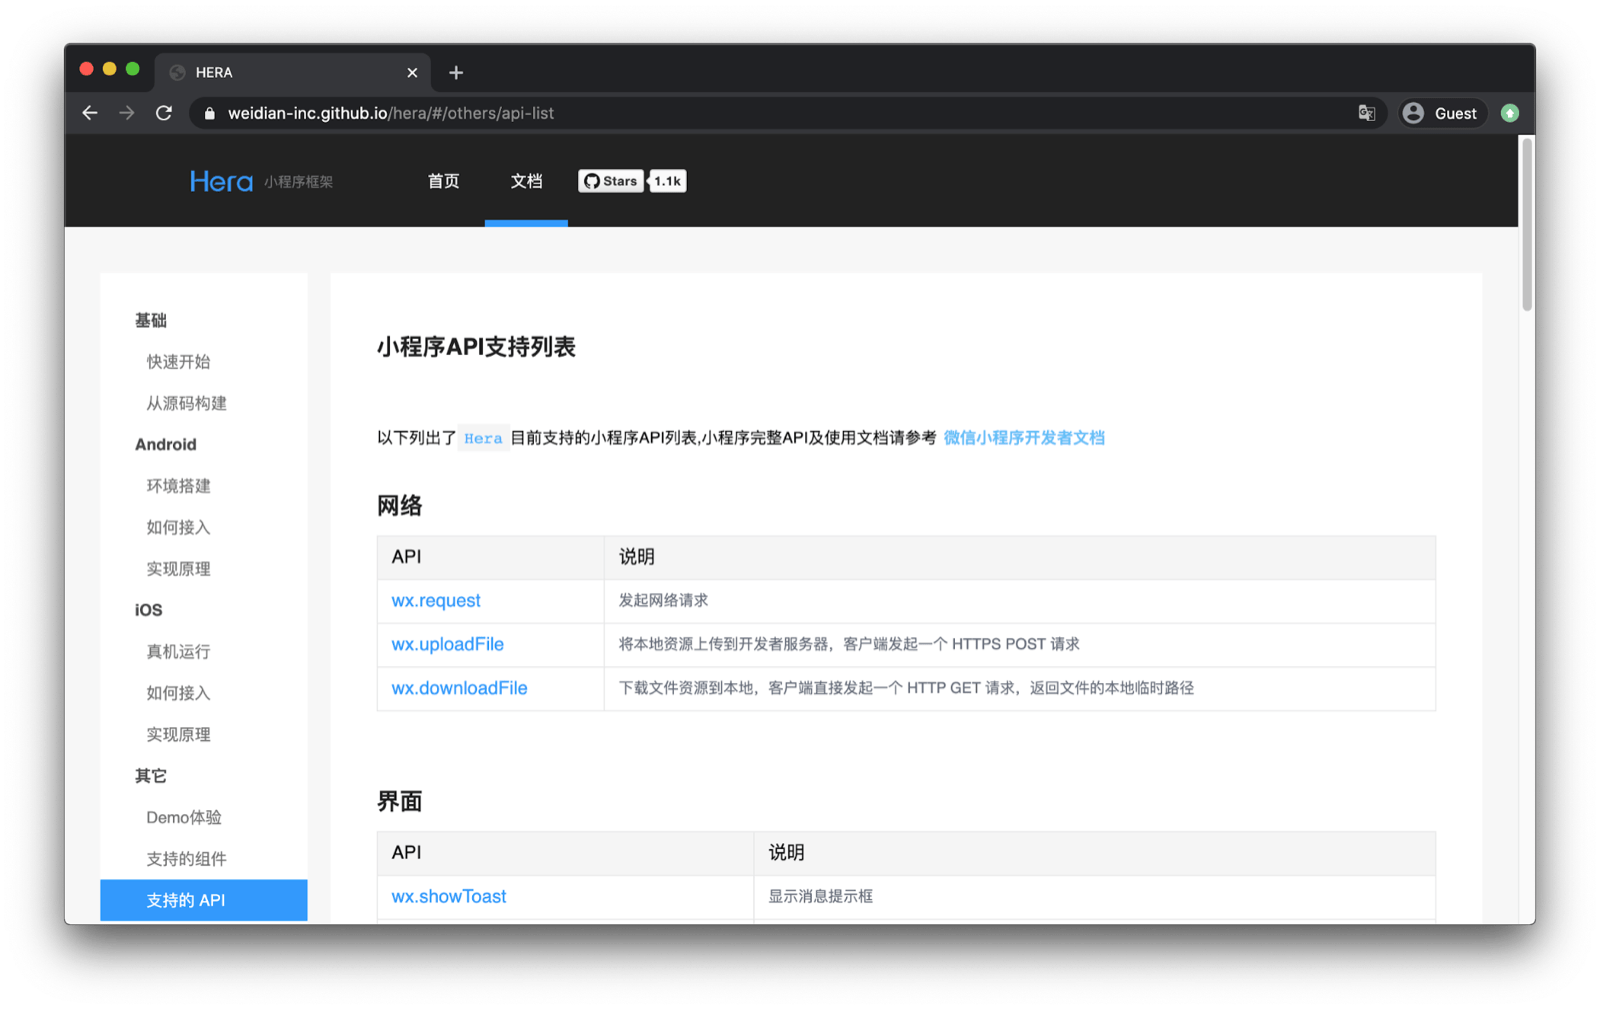 HERA
weidian-inc.github.io/hera/#/others/api-list
Guest
Hera 小程序框架
首页
文档
Stars 1.1k
基础
快速开始
从源码构建
Android
环境搭建
如何接入
实现原理
iOS
真机运行
如何接入
实现原理
其它
Demo体验
支持的组件
支持的 API
小程序API支持列表
以下列出了 Hera 目前支持的小程序API列表,小程序完整API及使用文档请参考 微信小程序开发者文档
网络
API 说明
wx.request 发起网络请求
wx.uploadFile 将本地资源上传到开发者服务器，客户端发起一个 HTTPS POST 请求
wx.downloadFile 下载文件资源到本地，客户端直接发起一个 HTTP GET 请求，返回文件的本地临时路径
界面
API 说明
wx.showToast 显示消息提示框